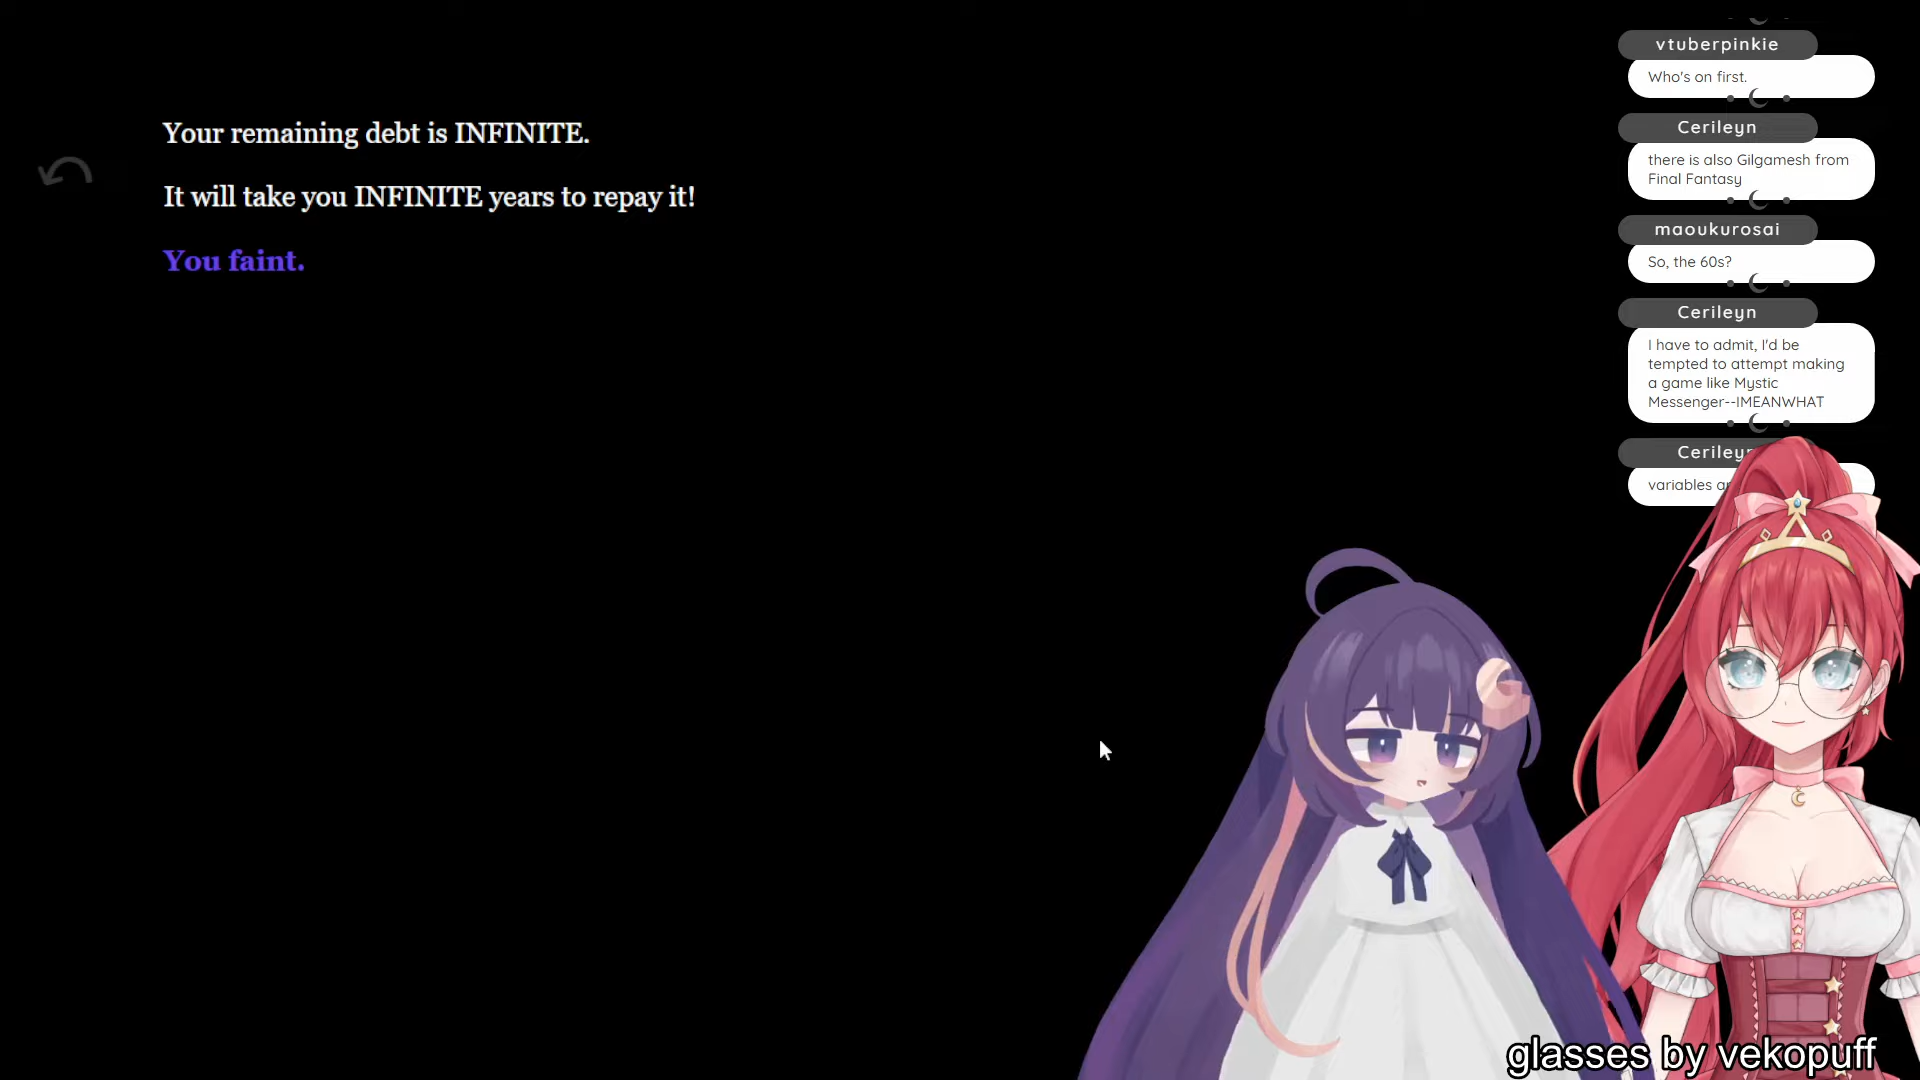 Your remaining debt is INFINITE.
It will take you INFINITE years to repay it!
You faint.
vtuberpinkie
Who's on first.
Cerileyn
there is also Gilgamesh from
Final Fantasy
maoukurosai
So, the 60s?
Cerileyn
I have to admit, I'd be
tempted to attempt making
a game like Mystic
Messenger--IMEANWHAT
variables
glasses by vekopuff